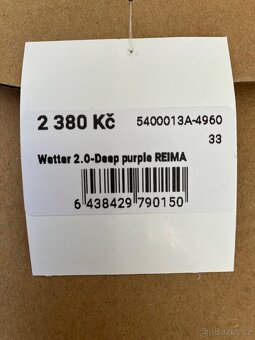 2 380 Kč 5400013A-4960
33
Wetter 2.0-Deep purple REIMA
6 438429 790150